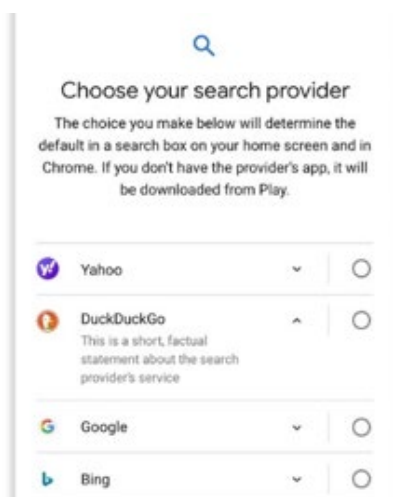 Choose your search provider
The choice you make below will determine the
default in a search box on your home screen and in
Chrome. If you don't have the provider's app, it will
be downloaded from Play.
Yahoo
DuckDuckGo
This is a short, factual
statement about the search
provider's service
Google
Bing